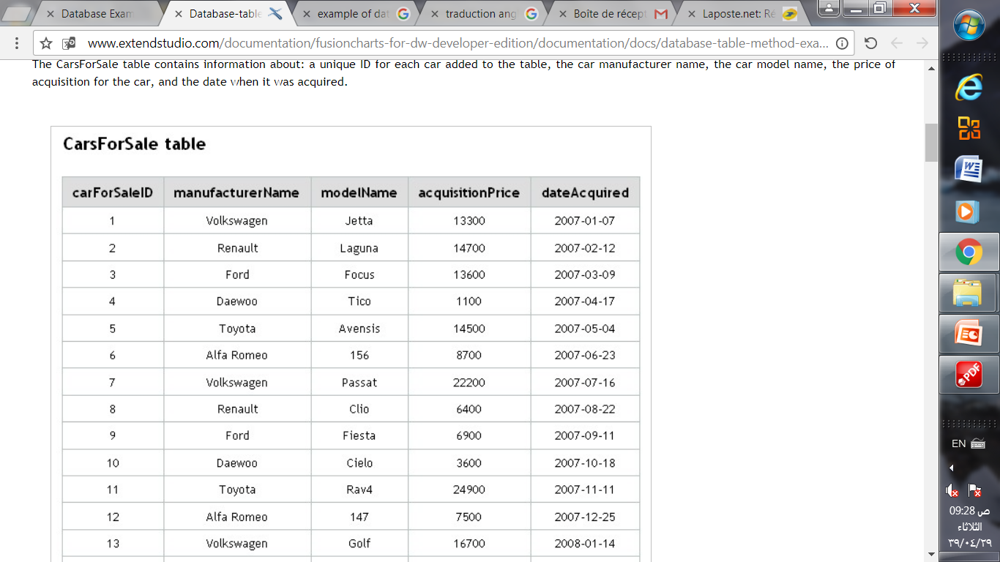 Database Exam
Database-table
example of dat
traduction ang
Boîte de récept
Laposte.net: Ré
www.extendstudio.com/documentation/fusioncharts-for-dw-developer-edition/documentation/docs/database-table-method-exa...
The CarsForSale table contains information about: a unique ID for each car added to the table, the car manufacturer name, the car model name, the price of
acquisition for the car, and the date when it was acquired.
CarsForSale table
carForSaleID manufacturerName modelName acquisitionPrice dateAcquired
1 Volkswagen Jetta 13300 2007-01-07
2 Renault Laguna 14700 2007-02-12
3 Ford Focus 13600 2007-03-09
4 Daewoo Tico 1100 2007-04-17
5 Toyota Avensis 14500 2007-05-04
6 Alfa Romeo 156 8700 2007-06-23
7 Volkswagen Passat 22200 2007-07-16
8 Renault Clio 6400 2007-08-22
9 Ford Fiesta 6900 2007-09-11
10 Daewoo Cielo 3600 2007-10-18
11 Toyota Rav4 24900 2007-11-11
12 Alfa Romeo 147 7500 2007-12-25
13 Volkswagen Golf 16700 2008-01-14
PDF
EN
09:28 ص
الثلاثاء
٣٩/٠٤/٢٩